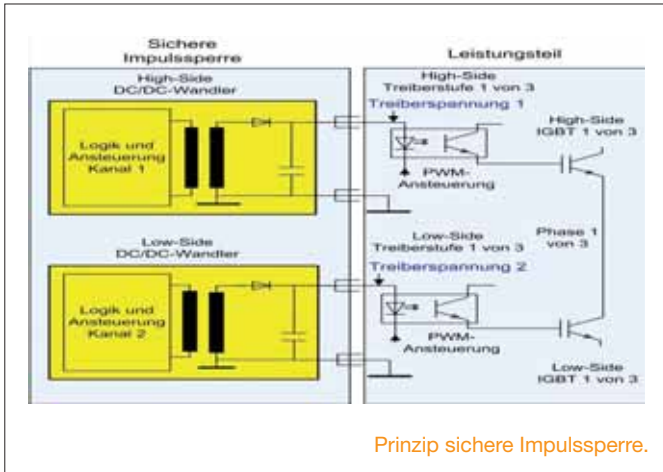 Sichere
Impulssperre
Leistungsteil
High-Side
DC/DC-Wandler
Logik und
Ansteuerung
Kanal 1
High-Side
Treiberstufe 1 von 3
Treiberspannung 1
High-Side
IGBT 1 von 3
PWM-
Ansteuerung
Phase 1
von 3
Low-Side
DC/DC-Wandler
Logik und
Ansteuerung
Kanal 2
Low-Side
Treiberstufe 1 von 3
Treiberspannung 2
PWM-
Ansteuerung
Low-Side
IGBT 1 von 3
Prinzip sichere Impulssperre.